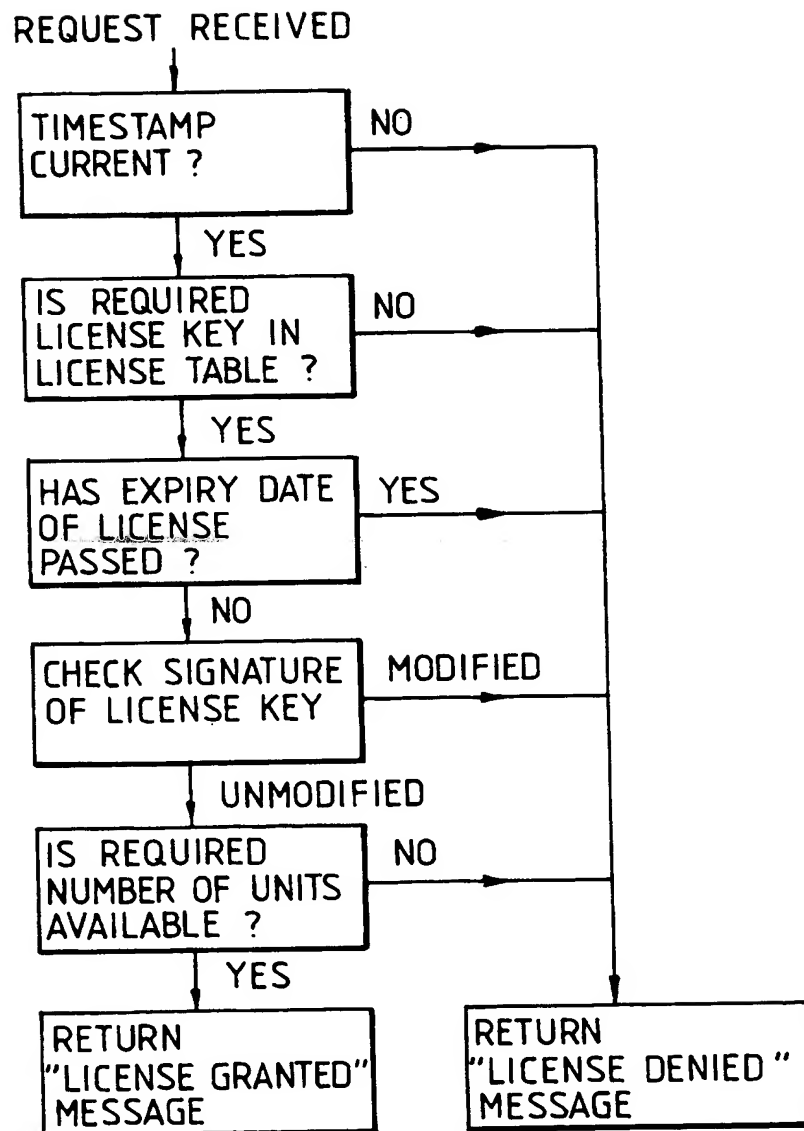 REQUEST RECEIVED
TIMESTAMP
CURRENT ?
NO
YES
IS REQUIRED
LICENSE KEY IN
LICENSE TABLE ?
NO
YES
HAS EXPIRY DATE
OF LICENSE
PASSED ?
YES
NO
CHECK SIGNATURE
OF LICENSE KEY
MODIFIED
UNMODIFIED
IS REQUIRED
NUMBER OF UNITS
AVAILABLE ?
NO
YES
RETURN
"LICENSE GRANTED"
MESSAGE
RETURN
"LICENSE DENIED"
MESSAGE